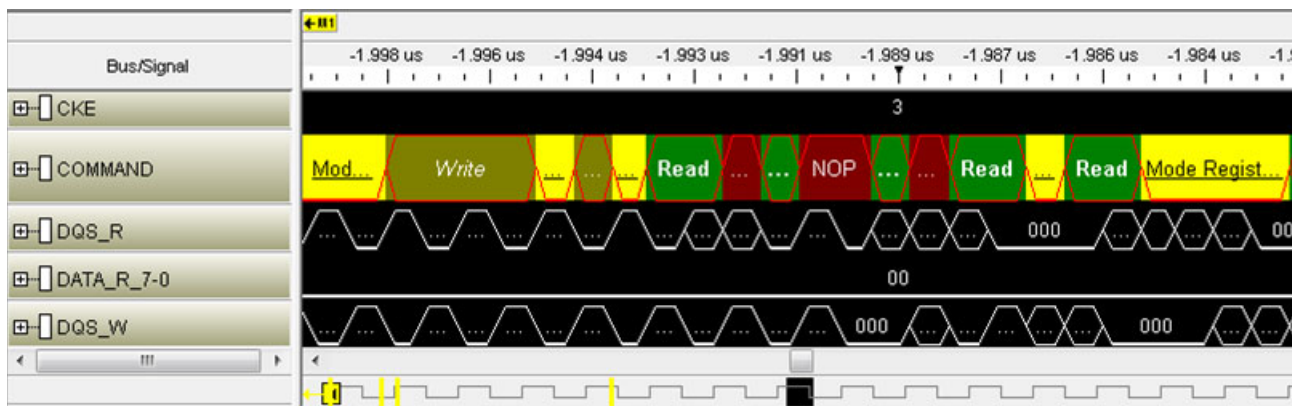 M1
Bus/Signal
-1.998 us -1.996 us -1.994 us -1.993 us -1.991 us -1.989 us -1.987 us -1.986 us -1.984 us
CKE 3
COMMAND Mod... Write ... ... ... Read ... ... NOP ... ... Read ... Read Mode Regist...
DQS_R ... ... ... ... ... ... ... ... ... ... ... ... ... ... 000 ... ... ... ... 00
DATA_R_7-0 00
DQS_W ... ... ... ... ... ... ... ... ... 000 ... ... ... ... 000 ... ...